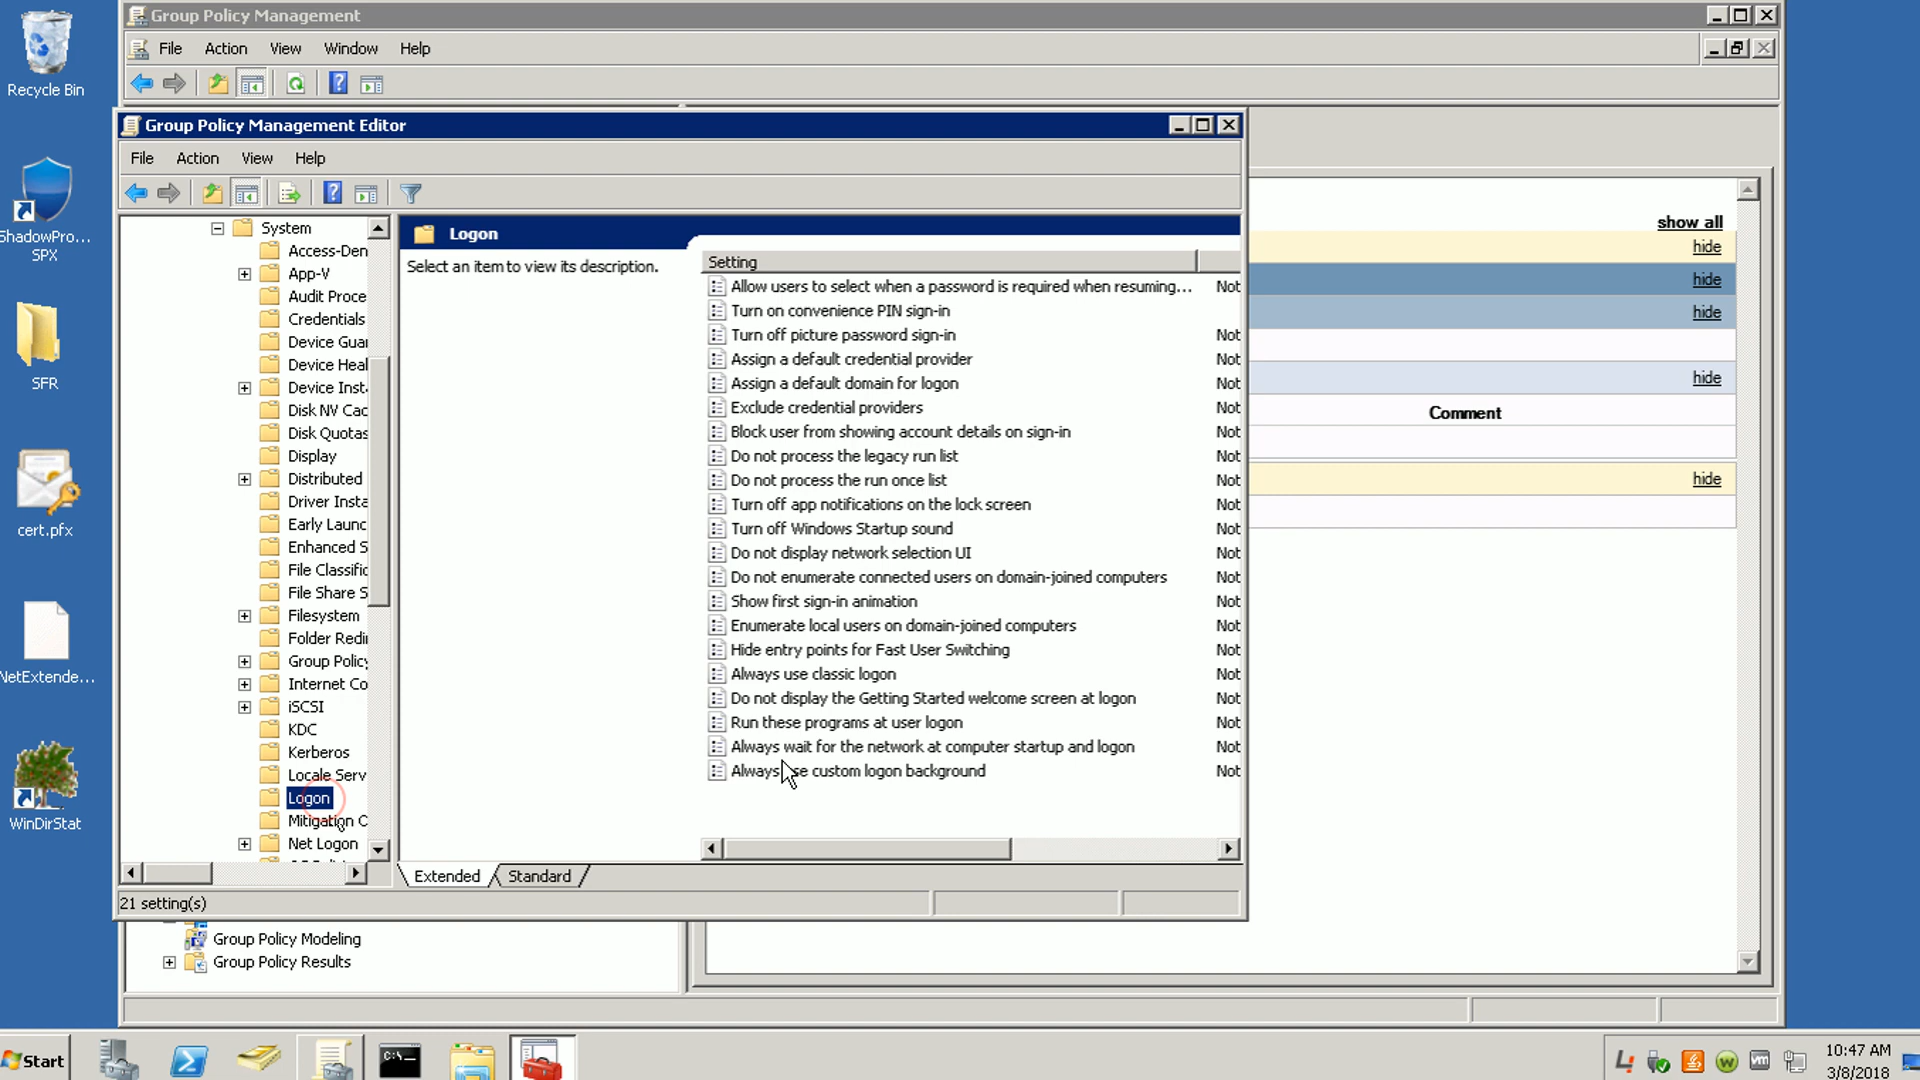 Group Policy Management
File Action View Window Help
Recycle Bin
ShadowPro...
SPX
SFR
cert.pfx
NetExtende...
WinDirStat
Group Policy Management Editor
File Action View Help
System
Access-Den
App-V
Audit Proce
Credentials
Device Gua
Device Heal
Device Inst.
Disk NV Cac
Disk Quotas
Display
Distributed
Driver Insta
Early Launc
Enhanced S
File Classific
File Share S
Filesystem
Folder Redir
Group Policy
Internet Co
iSCSI
KDC
Kerberos
Locale Serv
Logon
Mitigation O
Net Logon
Logon
Select an item to view its description.
Setting
Allow users to select when a password is required when resuming... Not
Turn on convenience PIN sign-in
Turn off picture password sign-in Not
Assign a default credential provider Not
Assign a default domain for logon Not
Exclude credential providers Not
Block user from showing account details on sign-in Not
Do not process the legacy run list Not
Do not process the run once list Not
Turn off app notifications on the lock screen Not
Turn off Windows Startup sound Not
Do not display network selection UI Not
Do not enumerate connected users on domain-joined computers Not
Show first sign-in animation Not
Enumerate local users on domain-joined computers Not
Hide entry points for Fast User Switching Not
Always use classic logon Not
Do not display the Getting Started welcome screen at logon Not
Run these programs at user logon Not
Always wait for the network at computer startup and logon Not
Always use custom logon background Not
Extended Standard
21 setting(s)
show all
hide
hide
hide
hide
Comment
hide
Group Policy Modeling
Group Policy Results
Start
C:\_
10:47 AM
3/8/2018